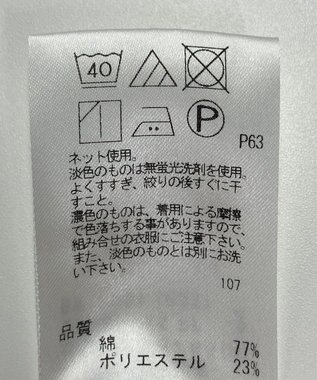 40
P
P63
ネット使用。
淡色のものは無蛍光洗剤を使用。
よくすすぎ、絞りの後すぐに干
すこと。
濃色のものは、着用による摩擦
で色落ちする事がありますので、
組み合せの衣服にご注意下さい。
また、淡色のものとは別にお洗
い下さい。
107
品質
綿 77%
ポリエステル 23%